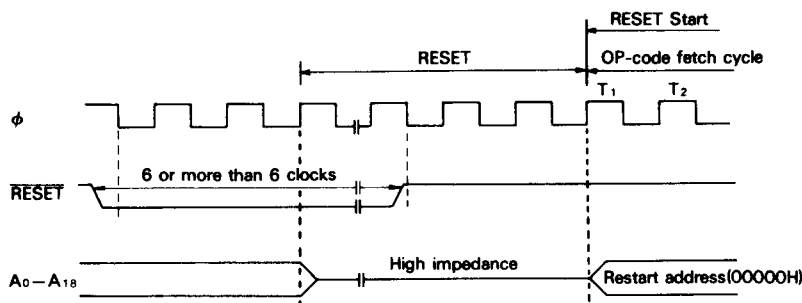 RESET Start
RESET
OP-code fetch cycle
T1 T2
φ
6 or more than 6 clocks
RESET
High impedance
A0—A18
Restart address(00000H)